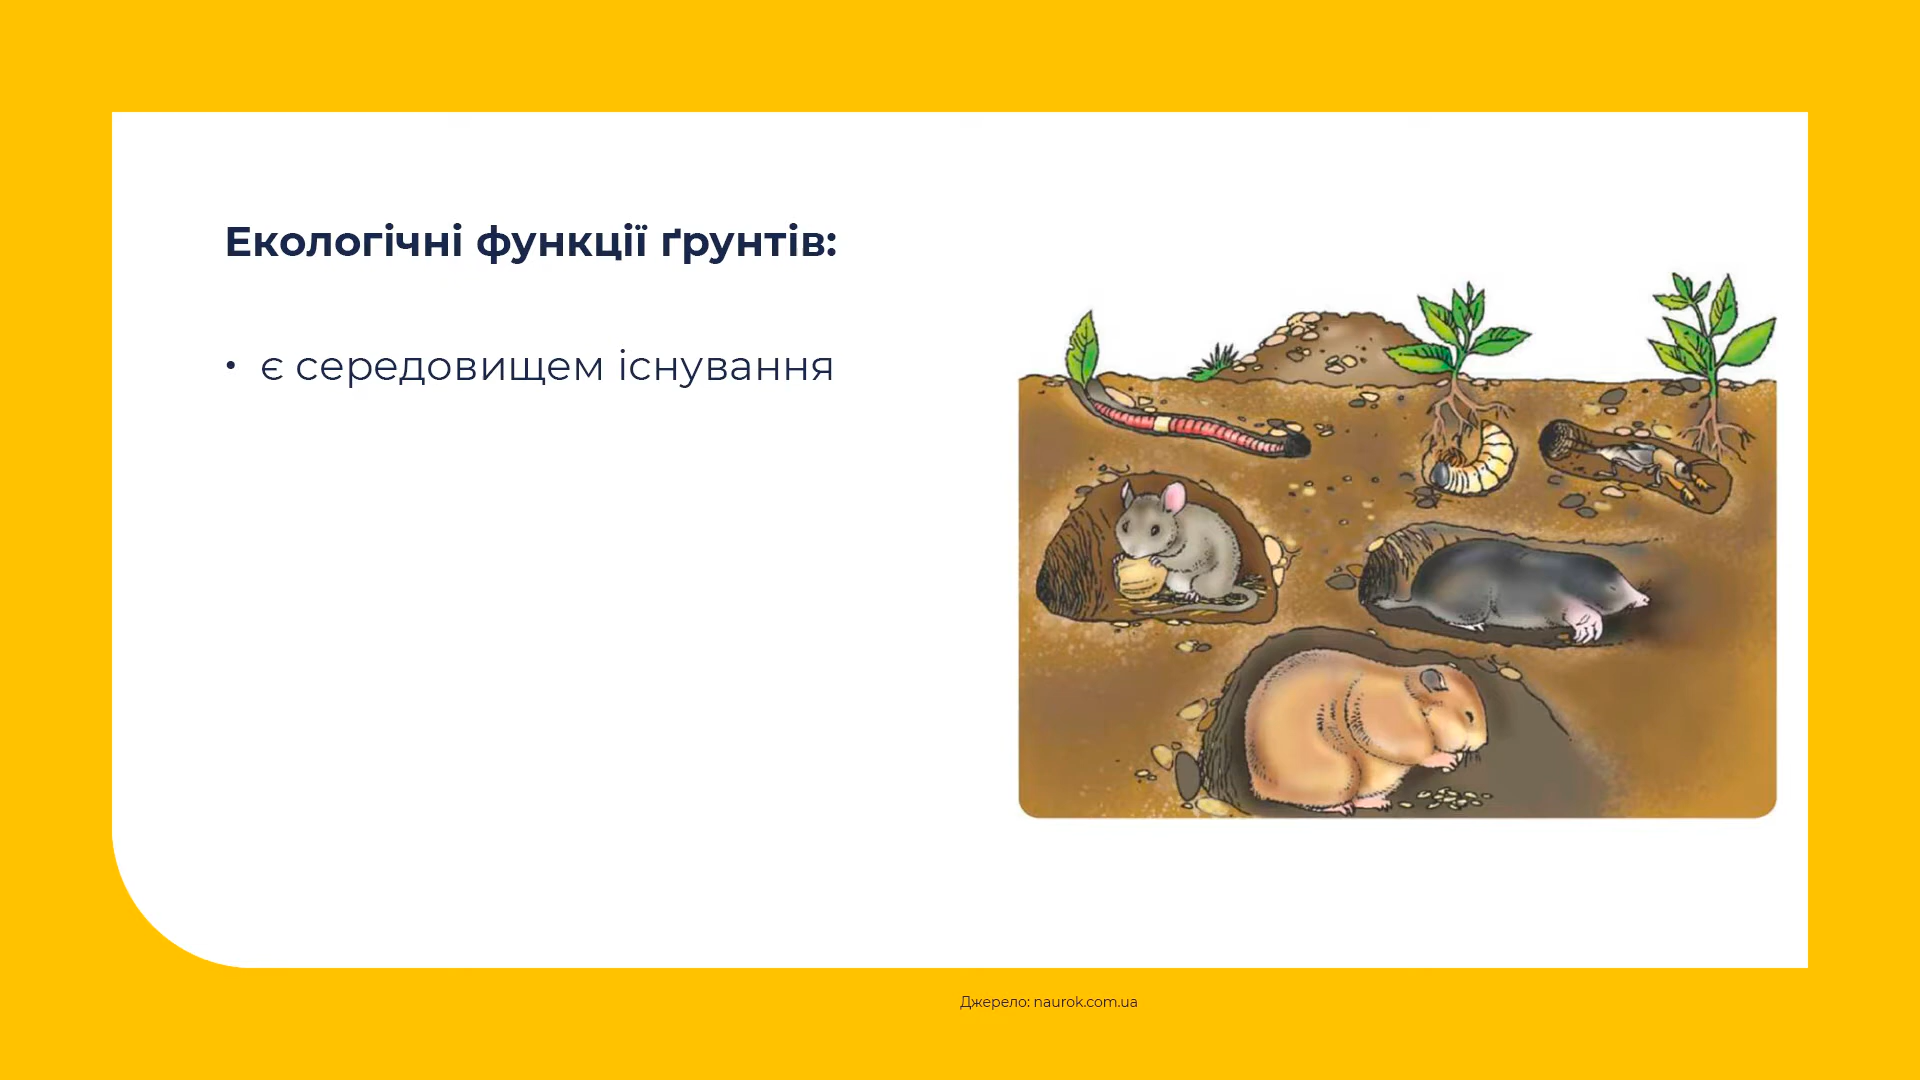 Екологічні функції ґрунтів:
• є середовищем існування
Джерело: naurok.com.ua